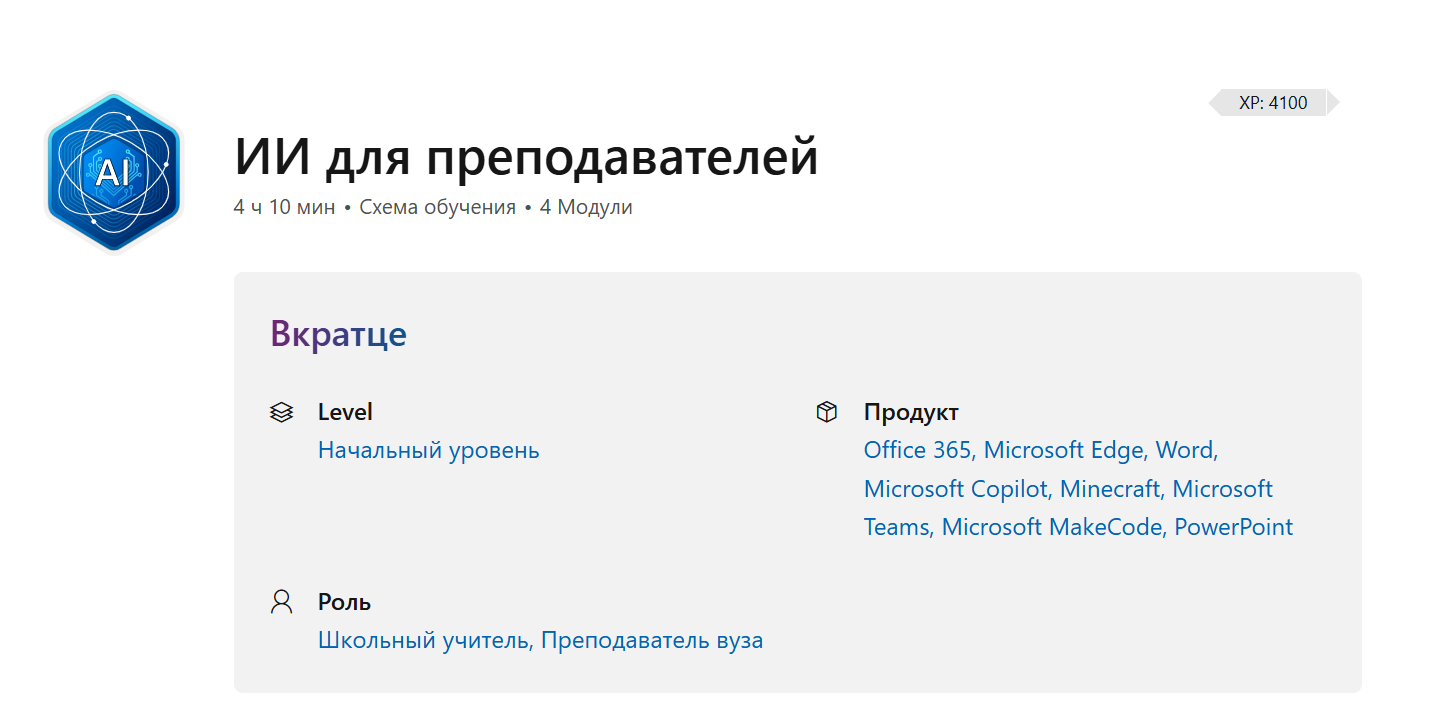 XP: 4100
AI
ИИ для преподавателей
4 ч 10 мин • Схема обучения • 4 Модули
Вкратце
Level
Начальный уровень
Продукт
Office 365, Microsoft Edge, Word,
Microsoft Copilot, Minecraft, Microsoft
Teams, Microsoft MakeCode, PowerPoint
Роль
Школьный учитель, Преподаватель вуза